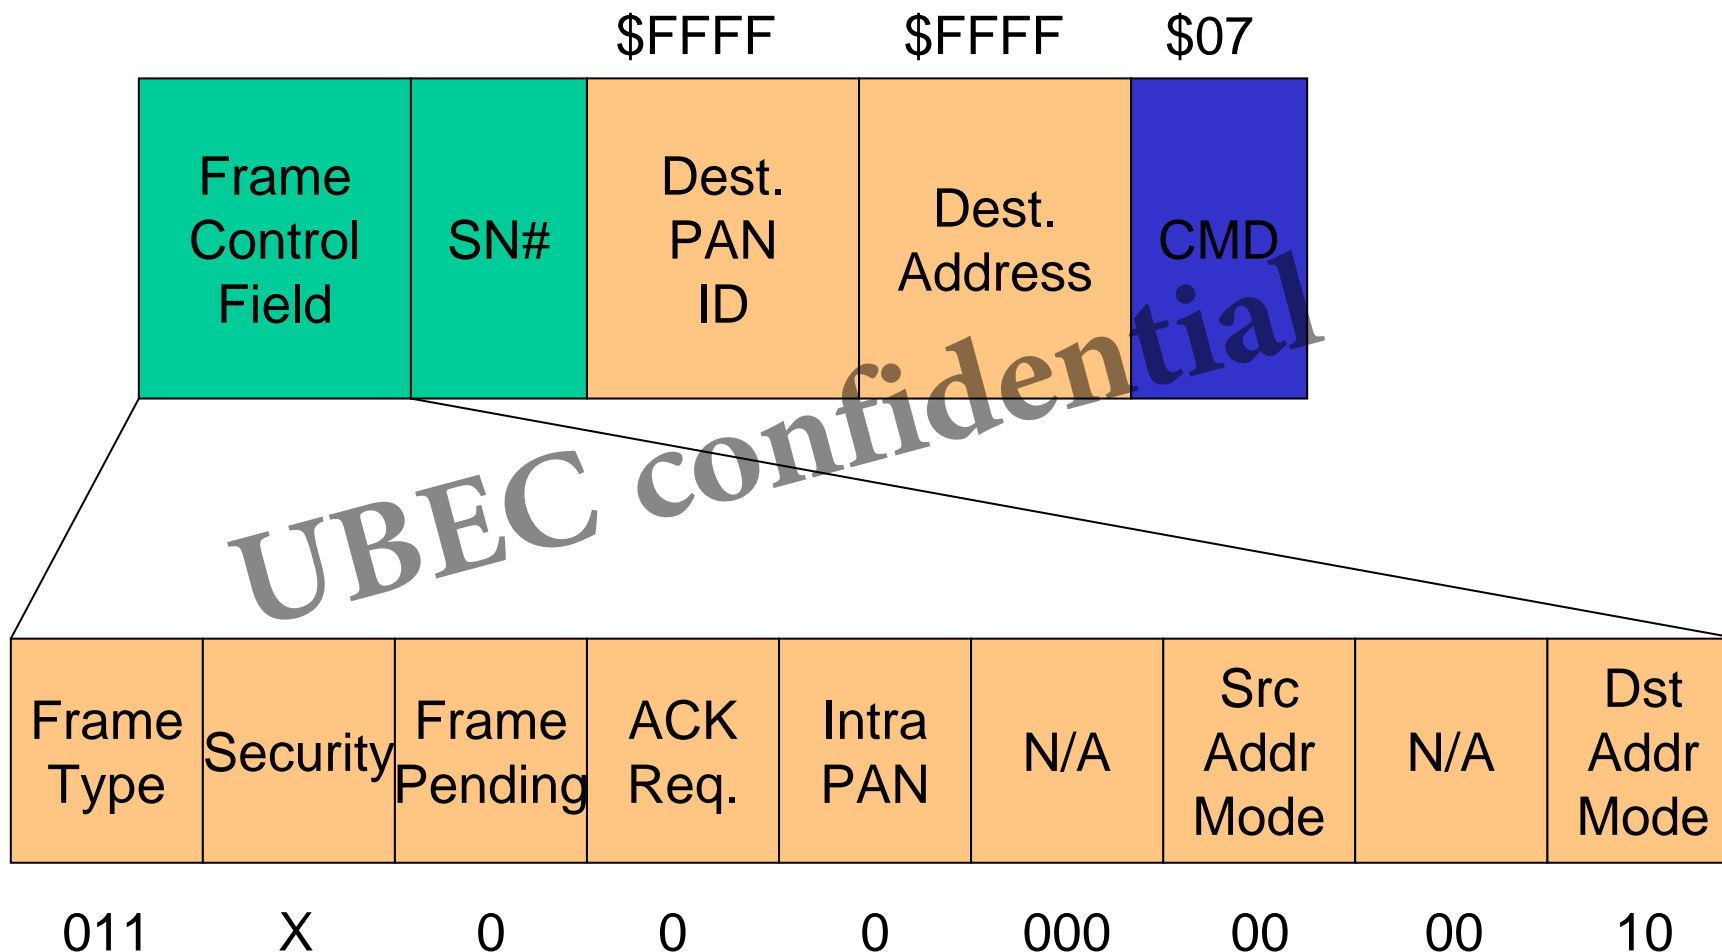 $FFFF $FFFF $07
Frame
Control
Field
SN#
Dest.
PAN
ID
Dest.
Address
CMD
UBEC confidential
Frame
Type
Security
Frame
Pending
ACK
Req.
Intra
PAN
N/A
Src
Addr
Mode
N/A
Dst
Addr
Mode
011 X 0 0 0 000 00 00 10